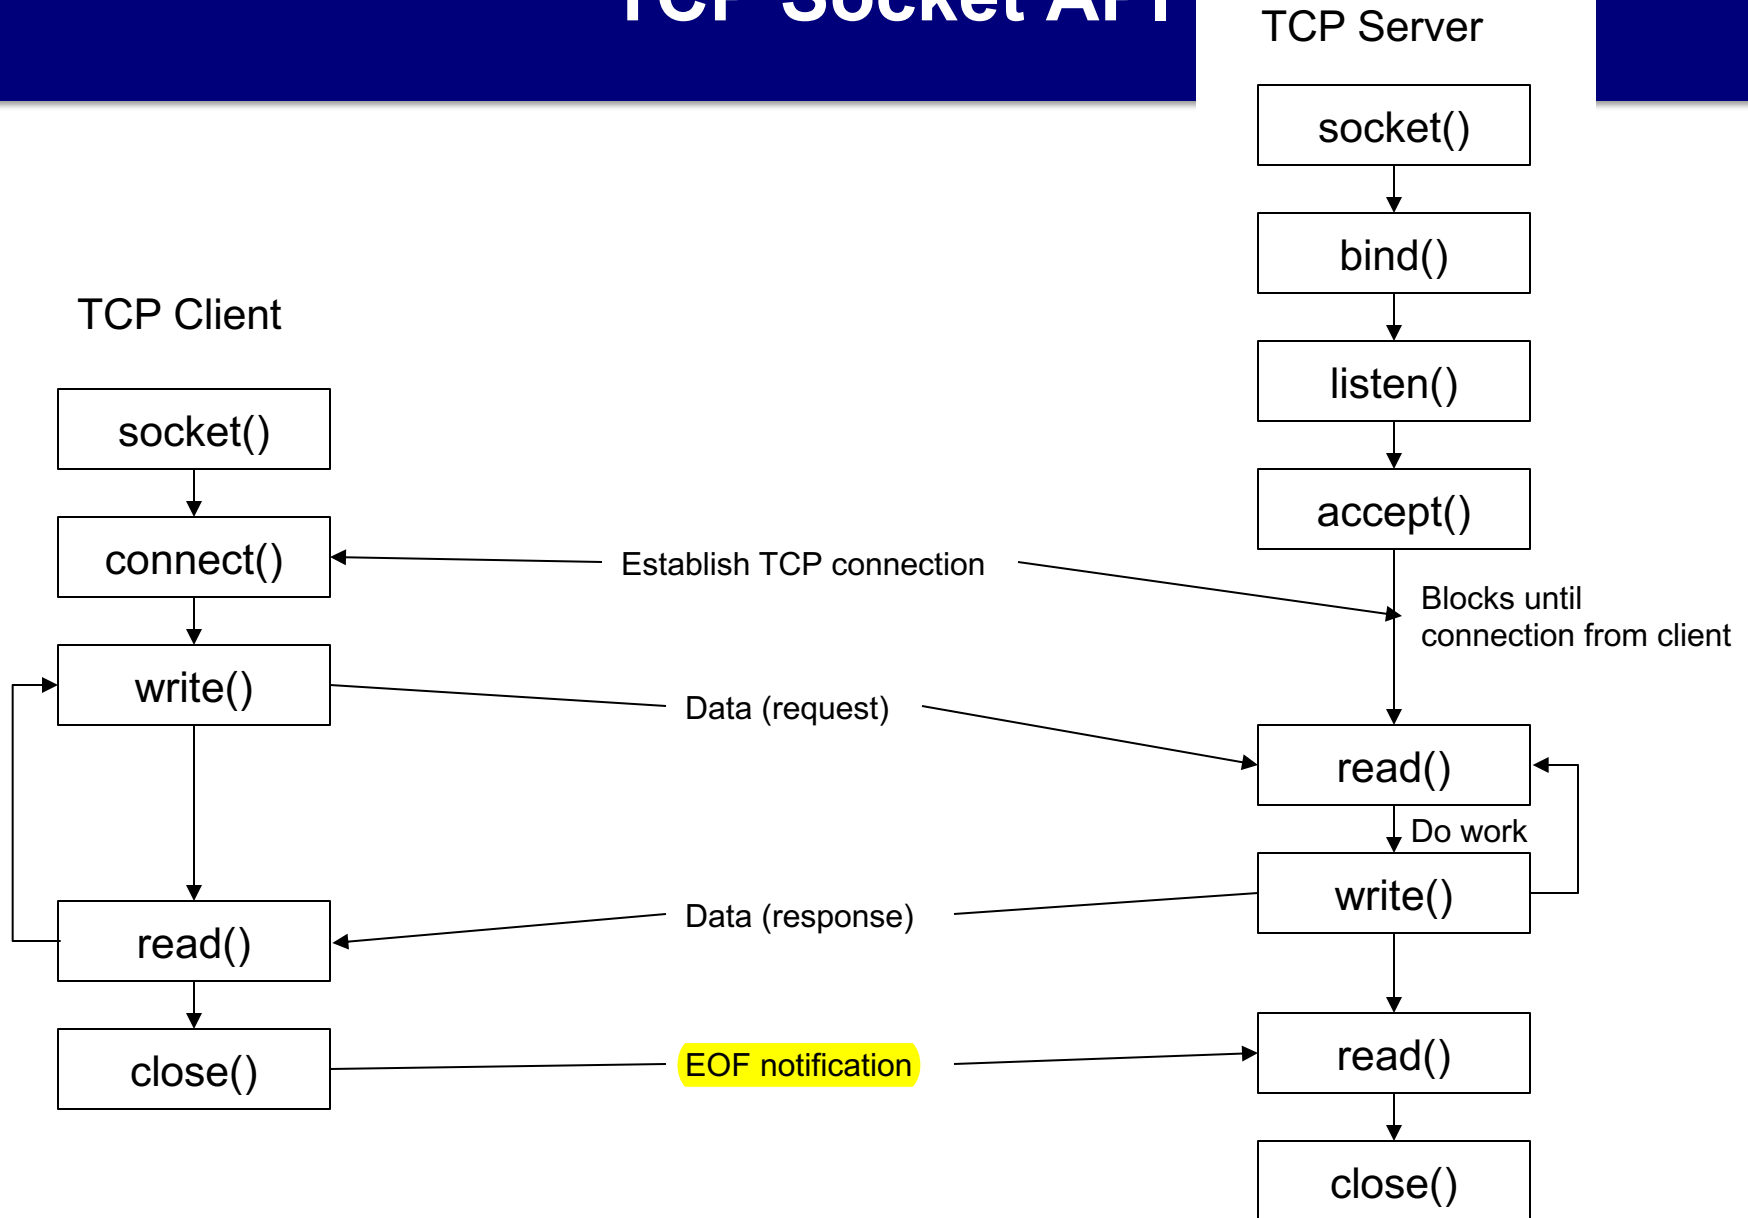 TCP Socket API
TCP Server
socket()
bind()
listen()
accept()
Blocks until
connection from client
read()
Do work
write()
read()
close()
TCP Client
socket()
connect()
write()
read()
close()
Establish TCP connection
Data (request)
Data (response)
EOF notification